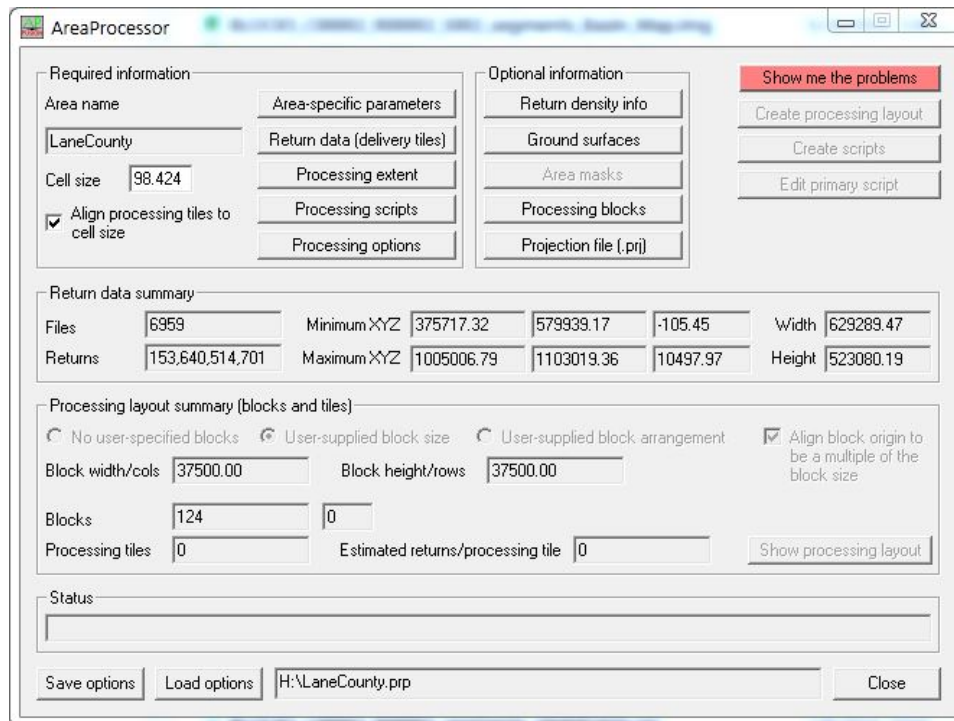 AreaProcessor
Required information
Area name
LaneCounty
Cell size 98.424
Align processing tiles to
cell size
Area-specific parameters
Return data (delivery tiles)
Processing extent
Processing scripts
Processing options
Optional information
Return density info
Ground surfaces
Area masks
Processing blocks
Projection file (.prj)
Show me the problems
Create processing layout
Create scripts
Edit primary script
Return data summary
Files 6959 Minimum XYZ 375717.32 579939.17 -105.45 Width 629289.47
Returns 153,640,514,701 Maximum XYZ 1005006.79 1103019.36 10497.97 Height 523080.19
Processing layout summary (blocks and tiles)
No user-specified blocks User-supplied block size User-supplied block arrangement
Align block origin to
be a multiple of the
block size
Block width/cols 37500.00 Block height/rows 37500.00
Blocks 124 0
Processing tiles 0 Estimated returns/processing tile 0 Show processing layout
Status
Save options Load options H:\LaneCounty.prp Close